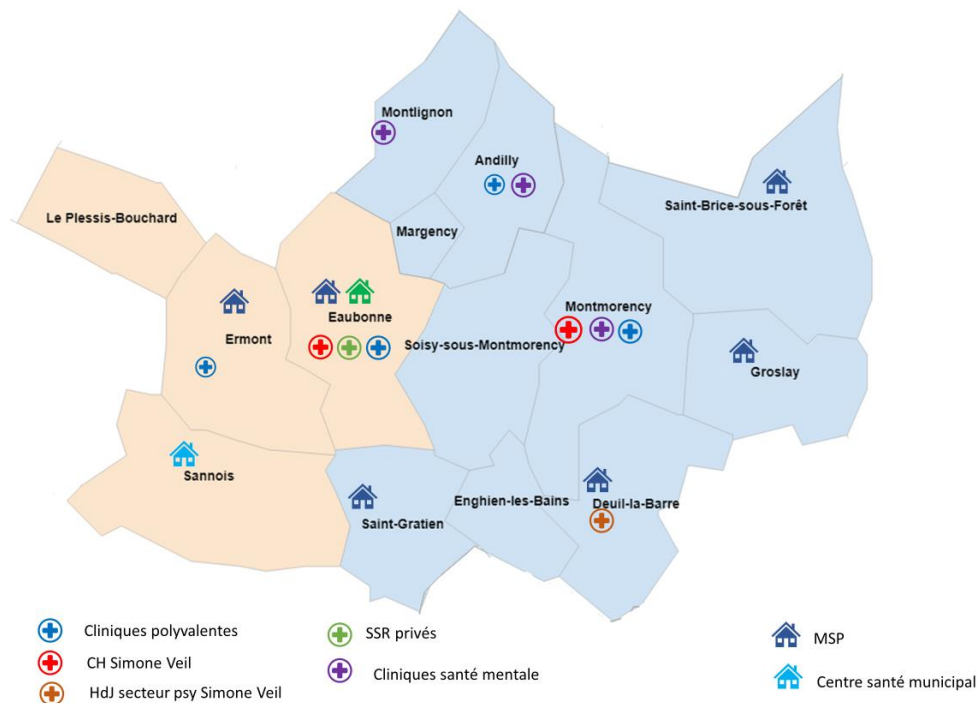 Montlignon
Andilly
Le Plessis-Bouchard
Saint-Brice-sous-Forêt
Margency
Eaubonne
Montmorency
Ermont
Soisy-sous-Montmorency
Groslay
Sannois
Enghien-les-Bains
Deuil-la-Barre
Saint-Gratien
Cliniques polyvalentes
CH Simone Veil
HdJ secteur psy Simone Veil
SSR privés
Cliniques santé mentale
MSP
Centre santé municipal